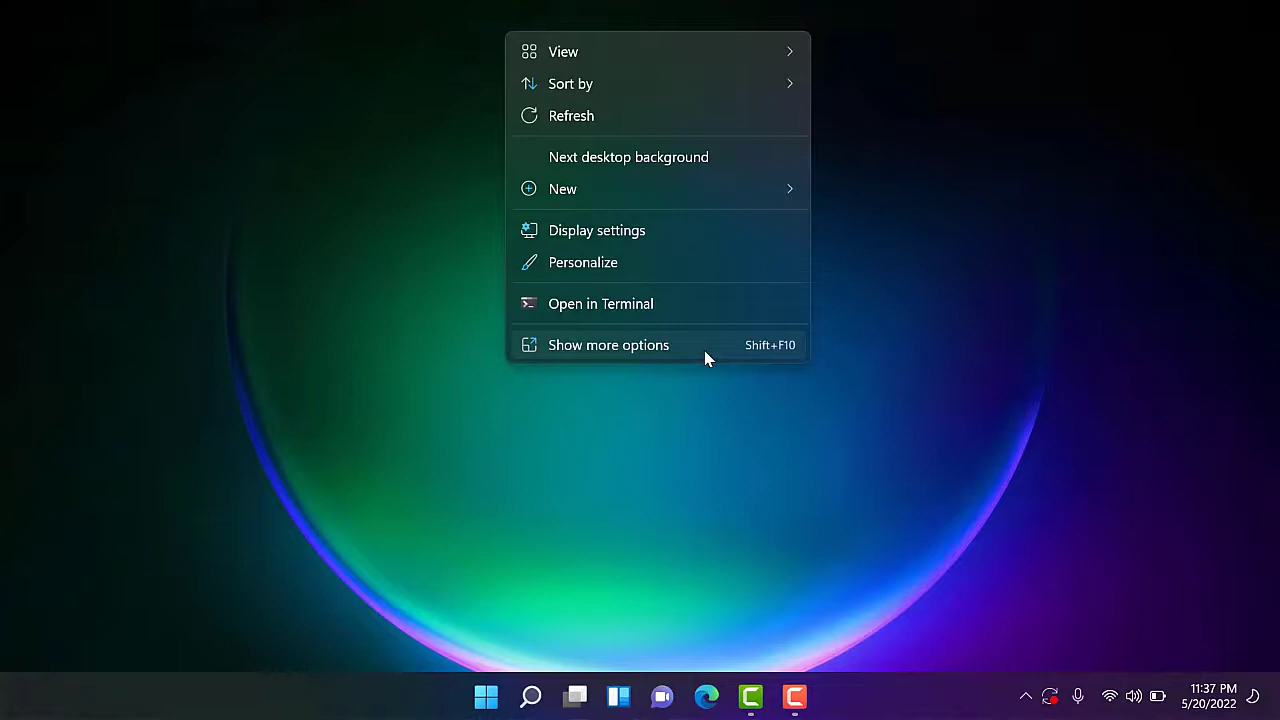 View
Sort by
Refresh
Next desktop background
New
Display settings
Personalize
Open in Terminal
Show more options Shift+F10
11:37 PM
5/20/2022